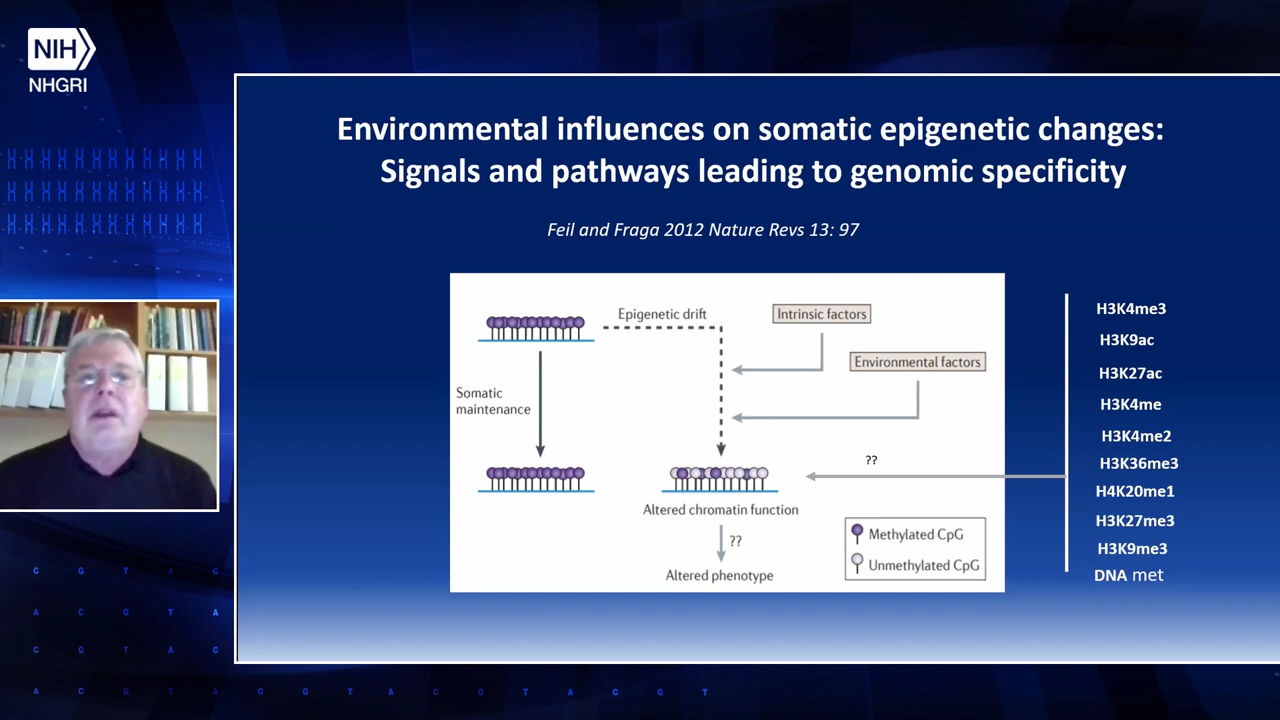 NIH
NHGRI
Environmental influences on somatic epigenetic changes:
Signals and pathways leading to genomic specificity
Feil and Fraga 2012 Nature Revs 13: 97
Epigenetic drift
Intrinsic factors
Environmental factors
Somatic
maintenance
??
Altered chromatin function
??
Altered phenotype
Methylated CpG
Unmethylated CpG
H3K4me3
H3K9ac
H3K27ac
H3K4me
H3K4me2
H3K36me3
H4K20me1
H3K27me3
H3K9me3
DNA met
C G T A C
A C G T A
C G T A C
A C G T A C G T A C G T A C G T